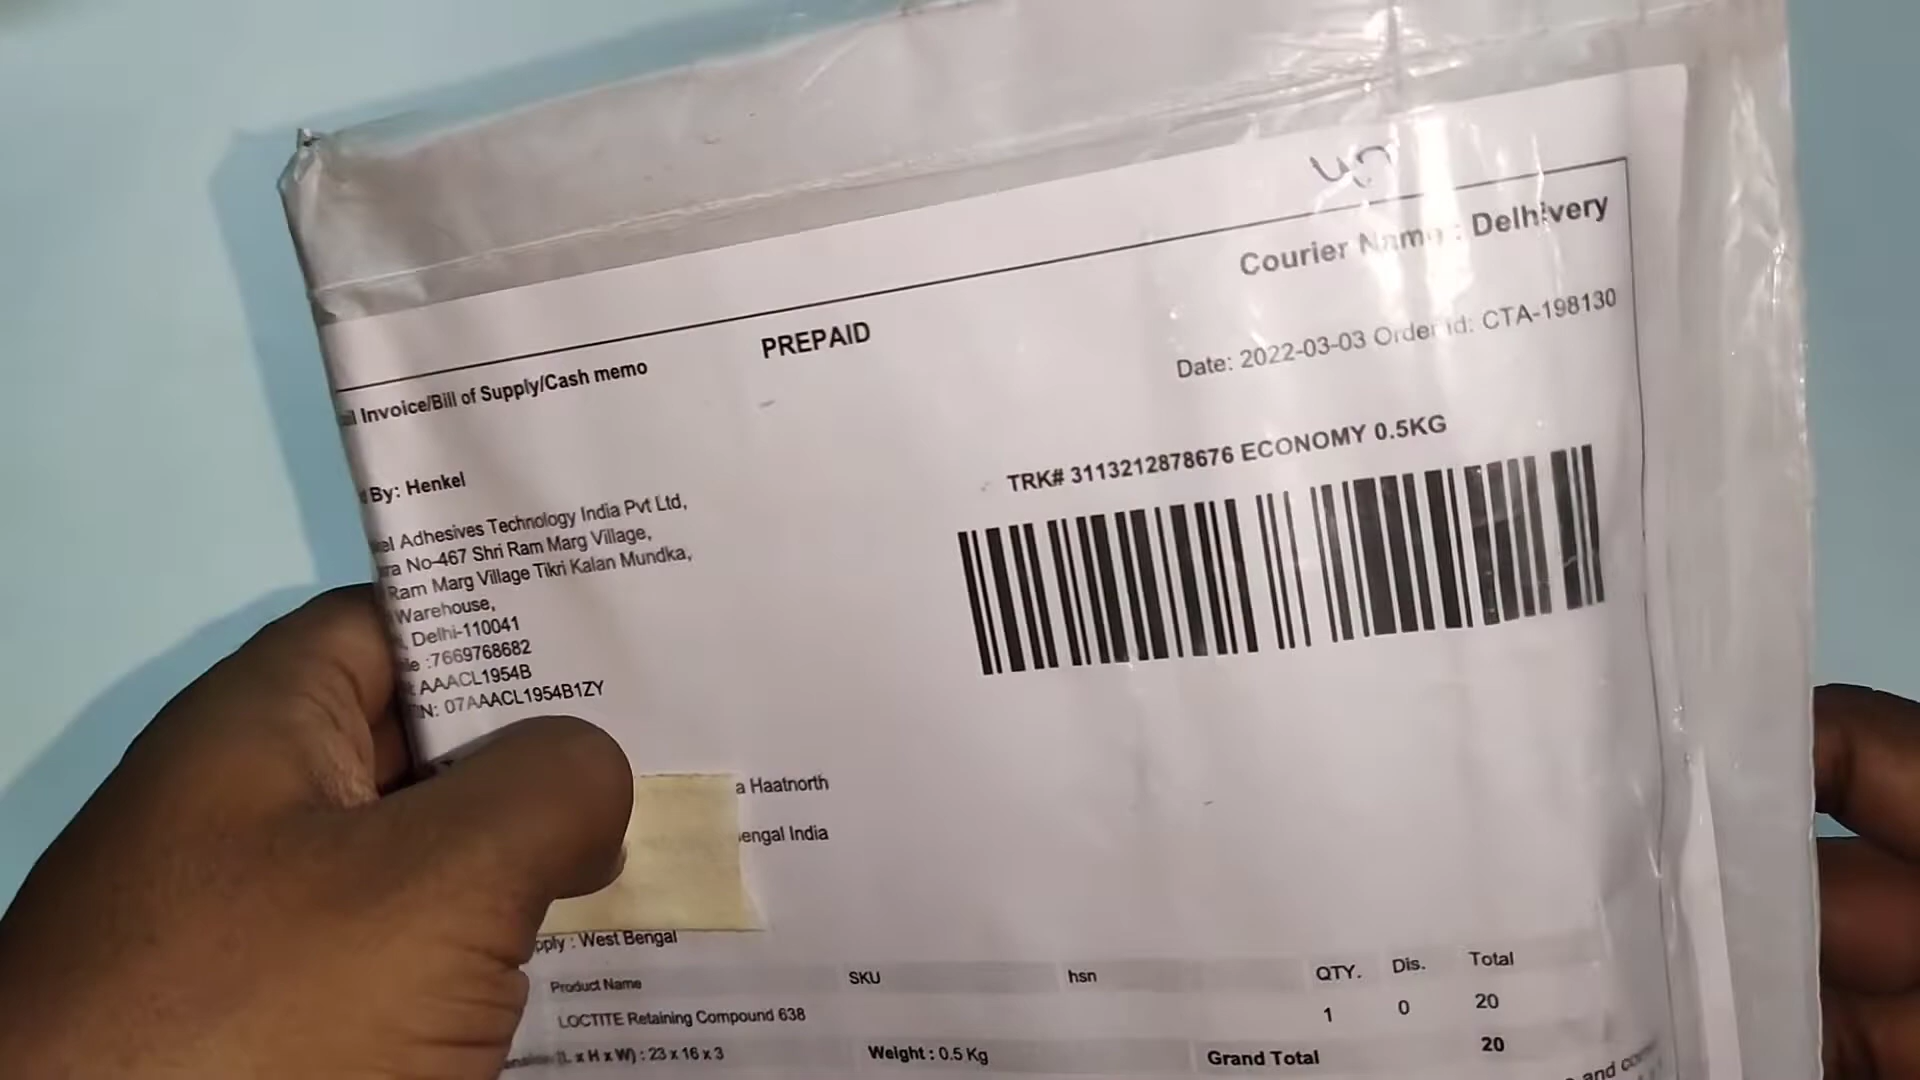 Courier Name : Delhivery
PREPAID
Invoice/Bill of Supply/Cash memo
Date: 2022-03-03 Order id: CTA-198130
TRK# 3113212878676 ECONOMY 0.5KG
By: Henkel
Adhesives Technology India Pvt Ltd,
No-467 Shri Ram Marg Village,
Ram Marg Village Tikri Kalan Mundka,
Warehouse,
Delhi-110041
:7669768682
AAACL1954B
07AAACL1954B1ZY
a Haatnorth
India
: West Bengal
Product Name SKU hsn QTY. Dis. Total
LOCTITE Retaining Compound 638 1 0 20
(L x H x W) : 23 x 16 x 3 Weight : 0.5 Kg Grand Total 20
and